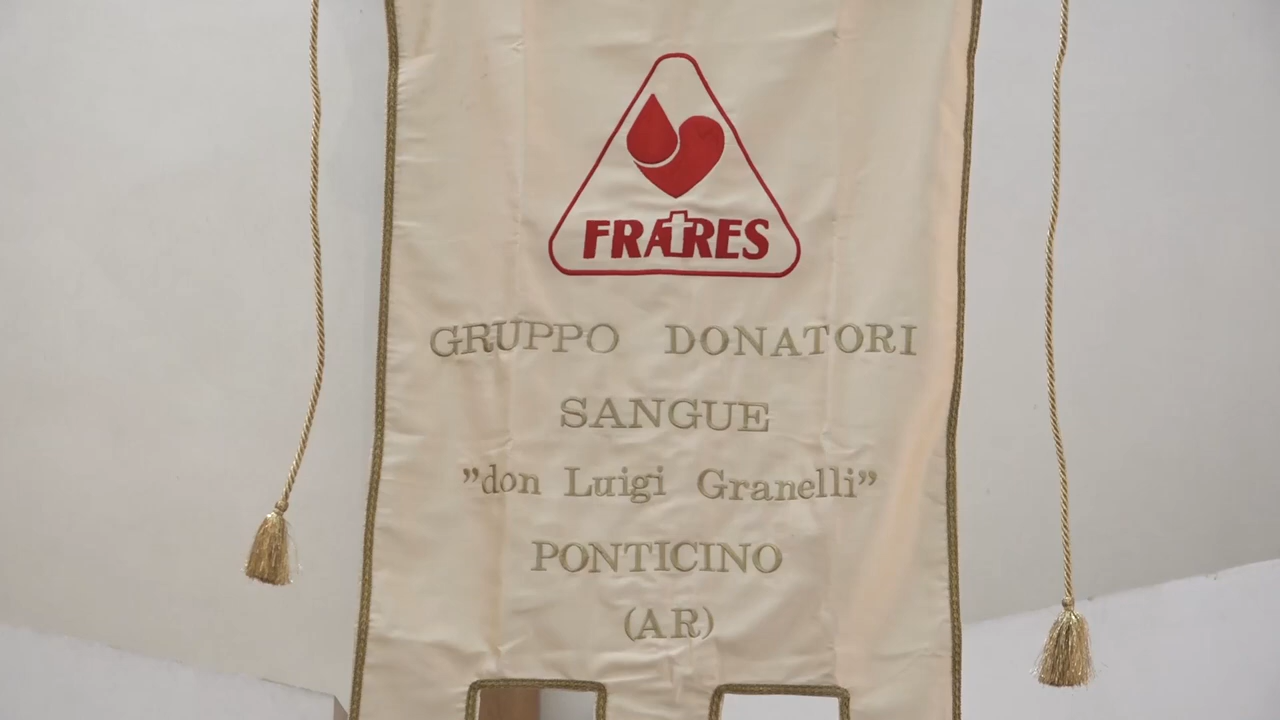 FRATRES
GRUPPO DONATORI
SANGUE
”don Luigi Granelli”
PONTICINO
(AR)